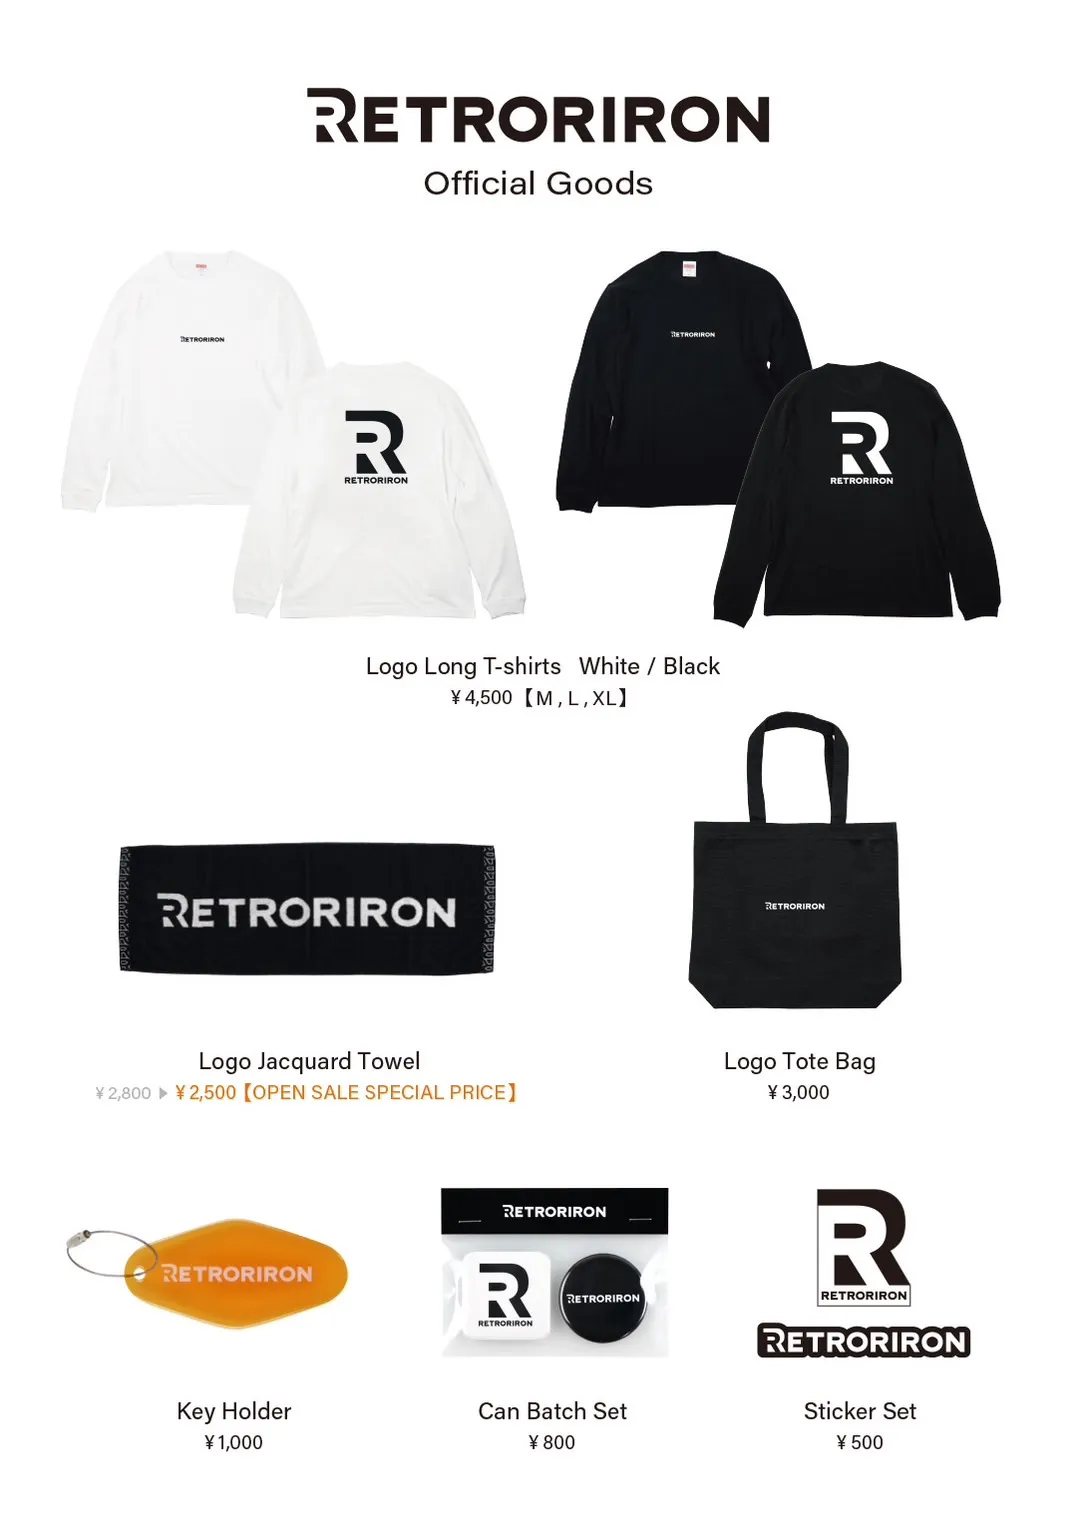 RETRORIRON
Official Goods
RETRORIRON
RETRORIRON
R
RETRORIRON
R
RETRORIRON
Logo Long T-shirts White / Black
¥4,500【M , L , XL】
RETRORIRON
RETRORIRON
Logo Jacquard Towel
Logo Tote Bag
¥2,800 ▶ ¥2,500【OPEN SALE SPECIAL PRICE】
¥3,000
RETRORIRON
RETRORIRON
R
RETRORIRON
RETRORIRON
R
RETRORIRON
RETRORIRON
Key Holder
Can Batch Set
Sticker Set
¥1,000
¥800
¥500